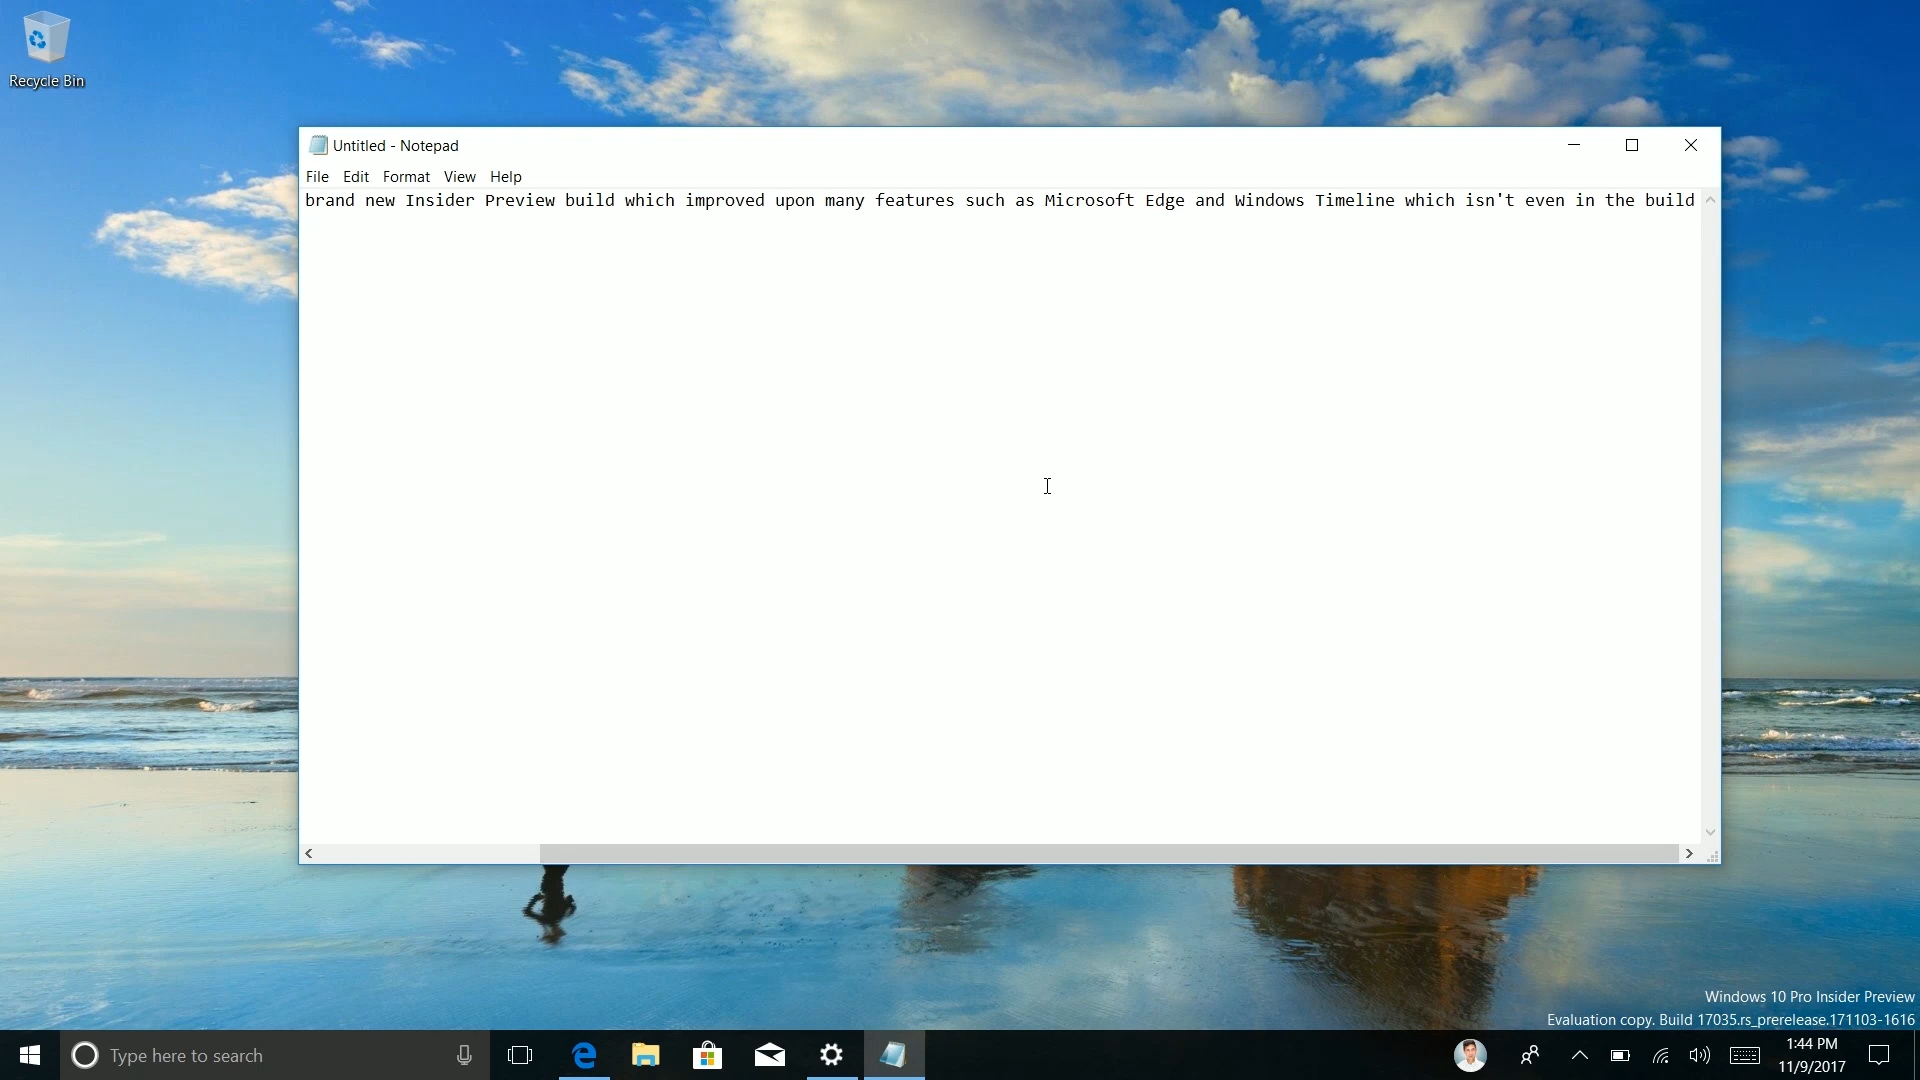 Recycle Bin
Untitled - Notepad
File Edit Format View Help
brand new Insider Preview build which improved upon many features such as Microsoft Edge and Windows Timeline which isn't even in the build
Windows 10 Pro Insider Preview
Evaluation copy. Build 17035.rs_prerelease.171103-1616
Type here to search
1:44 PM
11/9/2017